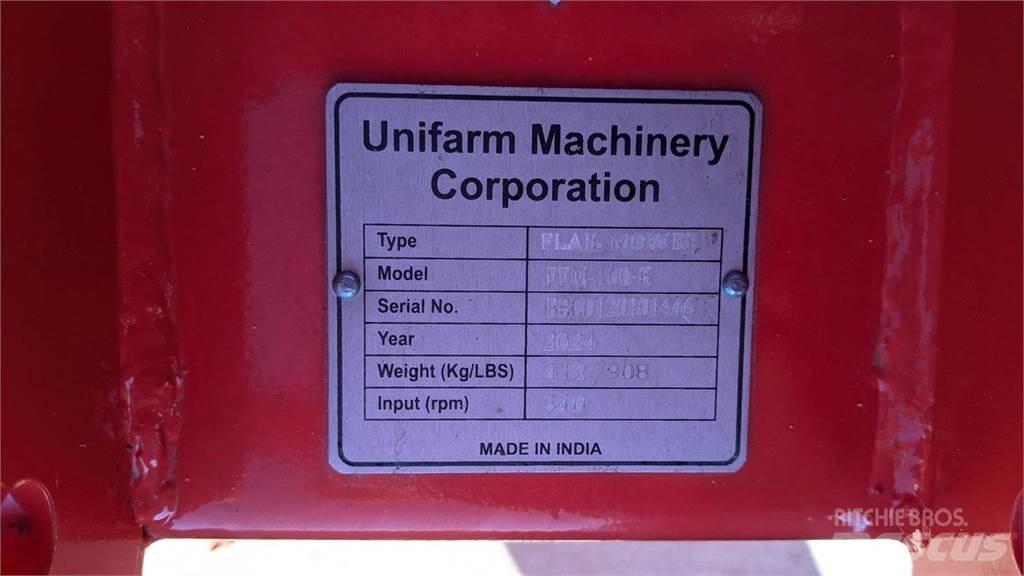 Unifarm Machinery
Corporation
Type FLAIL MOWER
Model
Serial No.
Year 2024
Weight (Kg/LBS) 412 /908
Input (rpm) 540
MADE IN INDIA
RITCHIE BROS.